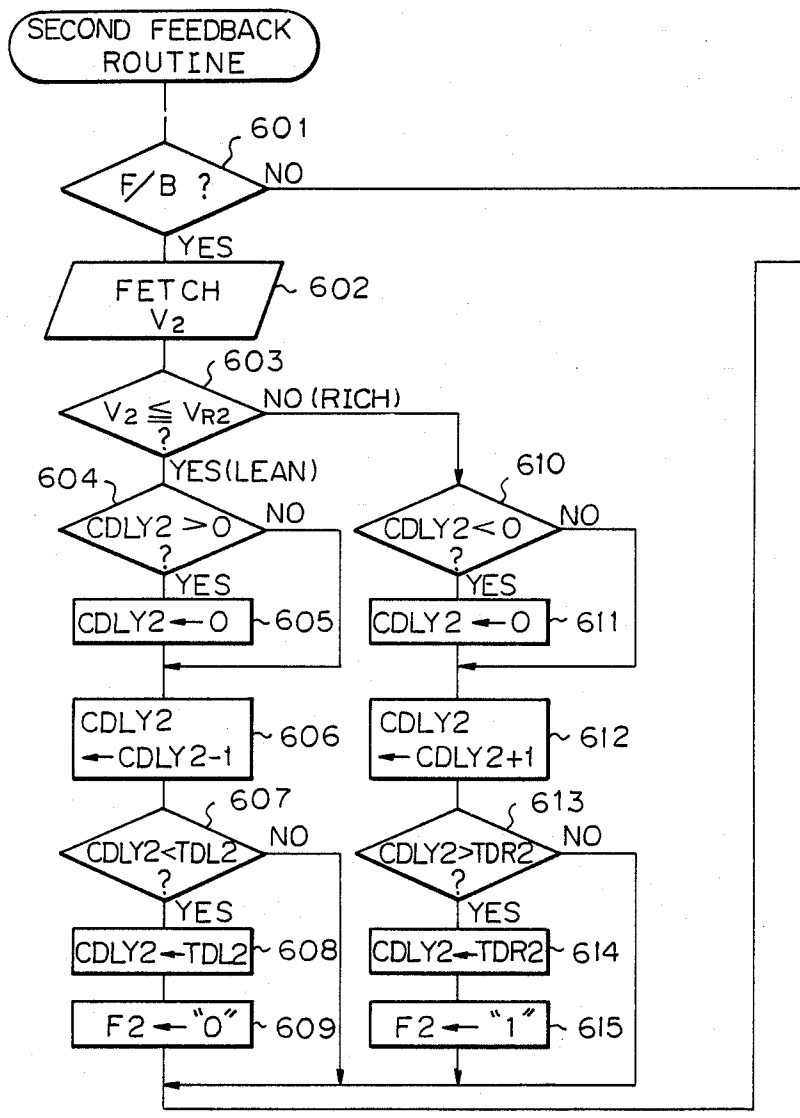 SECOND FEEDBACK
ROUTINE
601
F/B ?
NO
YES
FETCH
V2
602
603
V2 ≦ VR2
?
NO (RICH)
YES (LEAN)
604
CDLY2 > 0
?
NO
YES
CDLY2 ← 0
605
606
CDLY2
← CDLY2-1
607
CDLY2<TDL2
?
NO
YES
CDLY2←TDL2
608
F2 ← "0"
609
610
CDLY2 < 0
?
NO
YES
CDLY2 ← 0
611
CDLY2
← CDLY2+1
612
613
CDLY2>TDR2
?
NO
YES
CDLY2←TDR2
614
F2 ← "1"
615